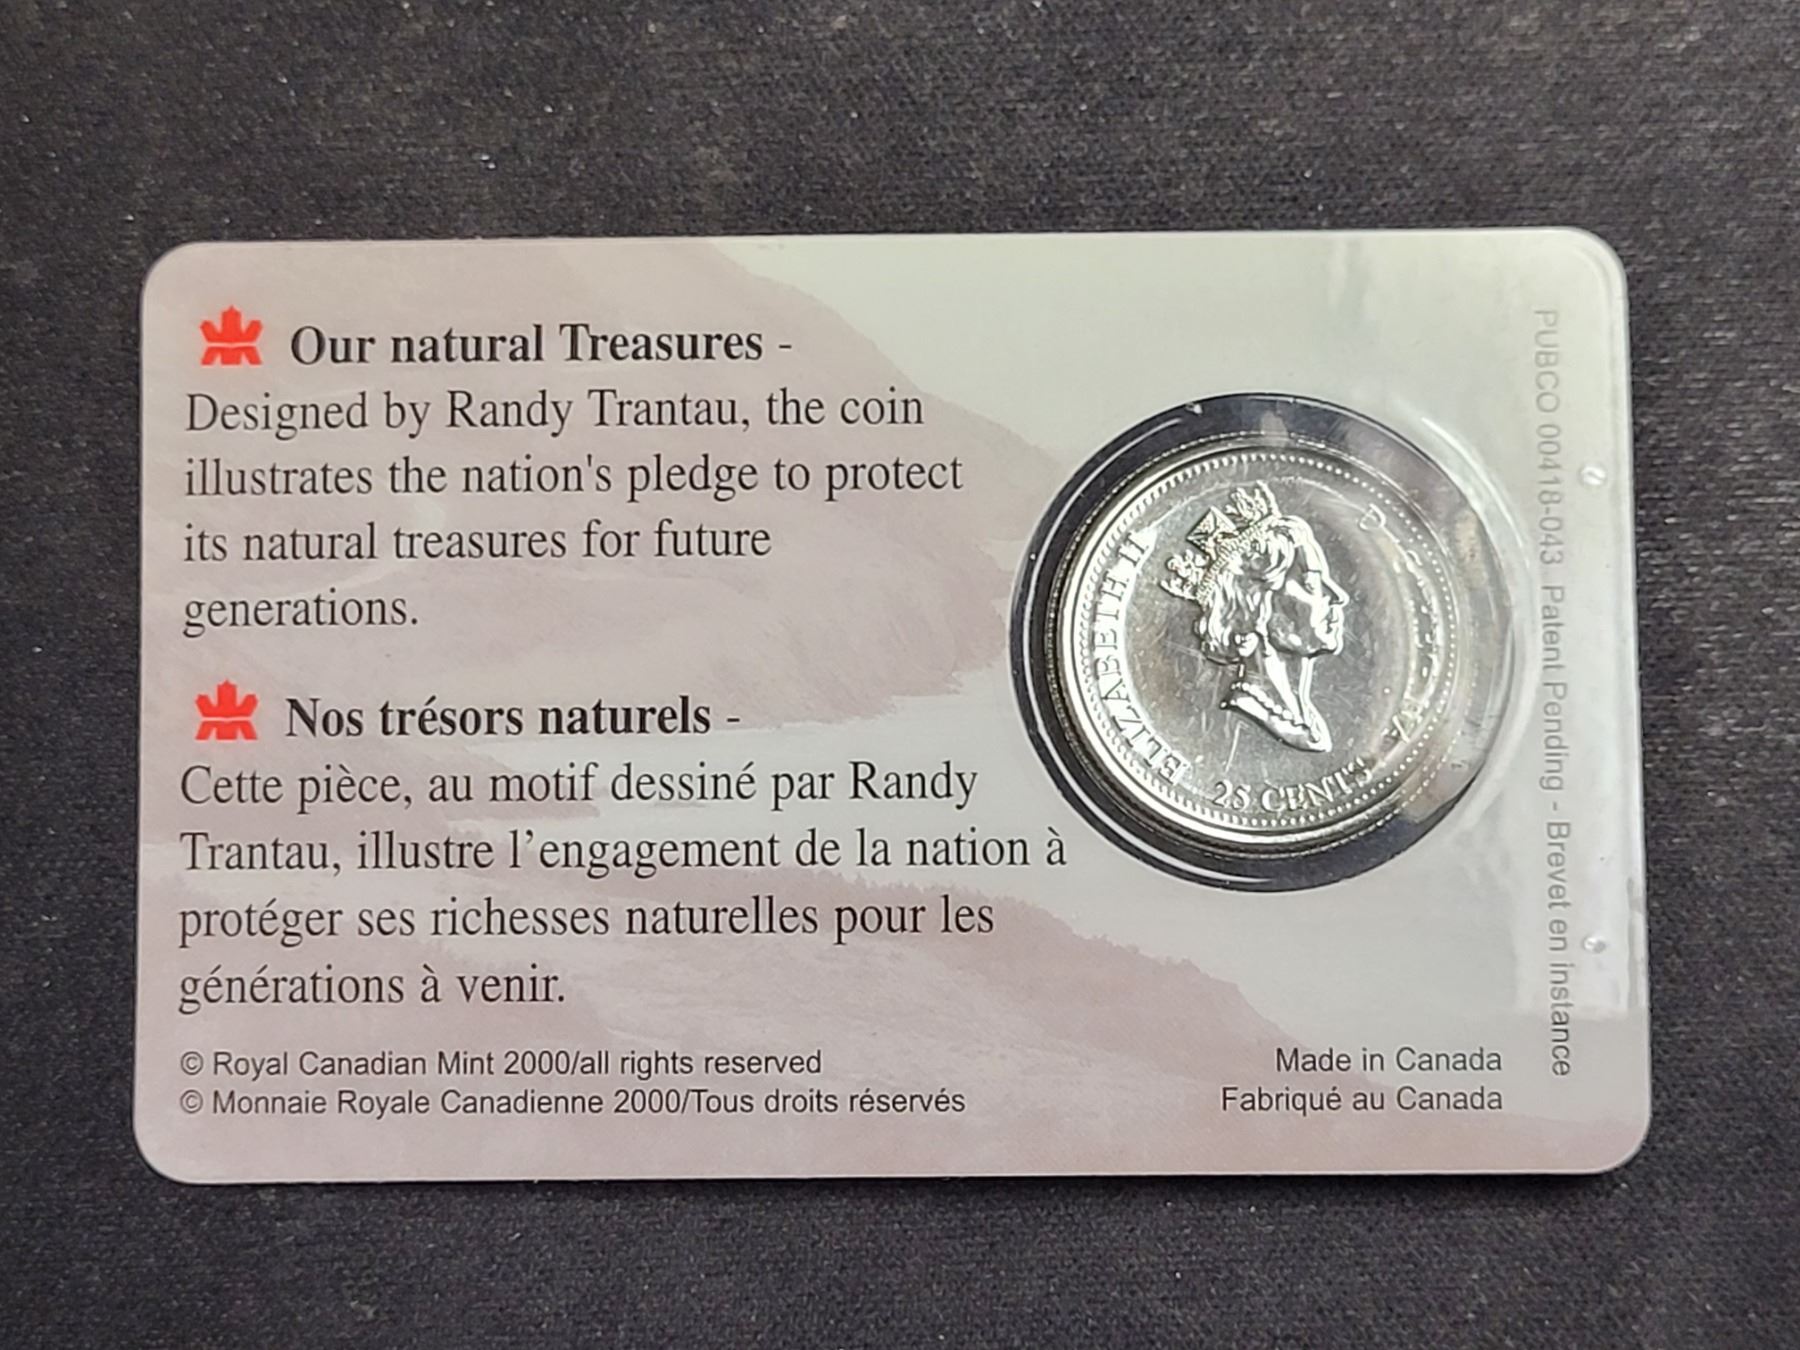 Our natural Treasures -
Designed by Randy Trantau, the coin
illustrates the nation's pledge to protect
its natural treasures for future
generations.
Nos trésors naturels -
Cette pièce, au motif dessiné par Randy
Trantau, illustre l’engagement de la nation à
protéger ses richesses naturelles pour les
générations à venir.
© Royal Canadian Mint 2000/all rights reserved
© Monnaie Royale Canadienne 2000/Tous droits réservés
Made in Canada
Fabriqué au Canada
PUBCO 00418-043 Patent Pending - Brevet en instance
ELIZABETH II
25 CENTS